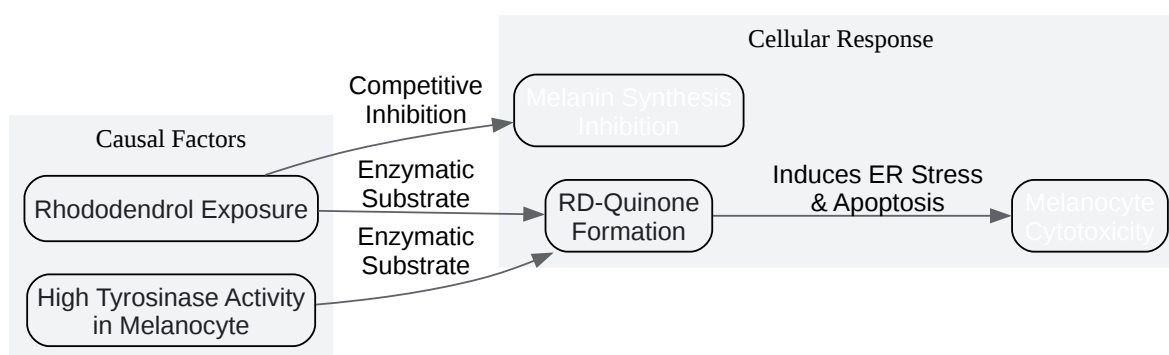 Cellular Response
Competitive
Inhibition
Melanin Synthesis
Inhibition
Causal Factors
Enzymatic
Substrate
Induces ER Stress
& Apoptosis
Rhododendrol Exposure
RD-Quinone
Formation
Melanocyte
Cytotoxicity
Enzymatic
Substrate
High Tyrosinase Activity
in Melanocyte